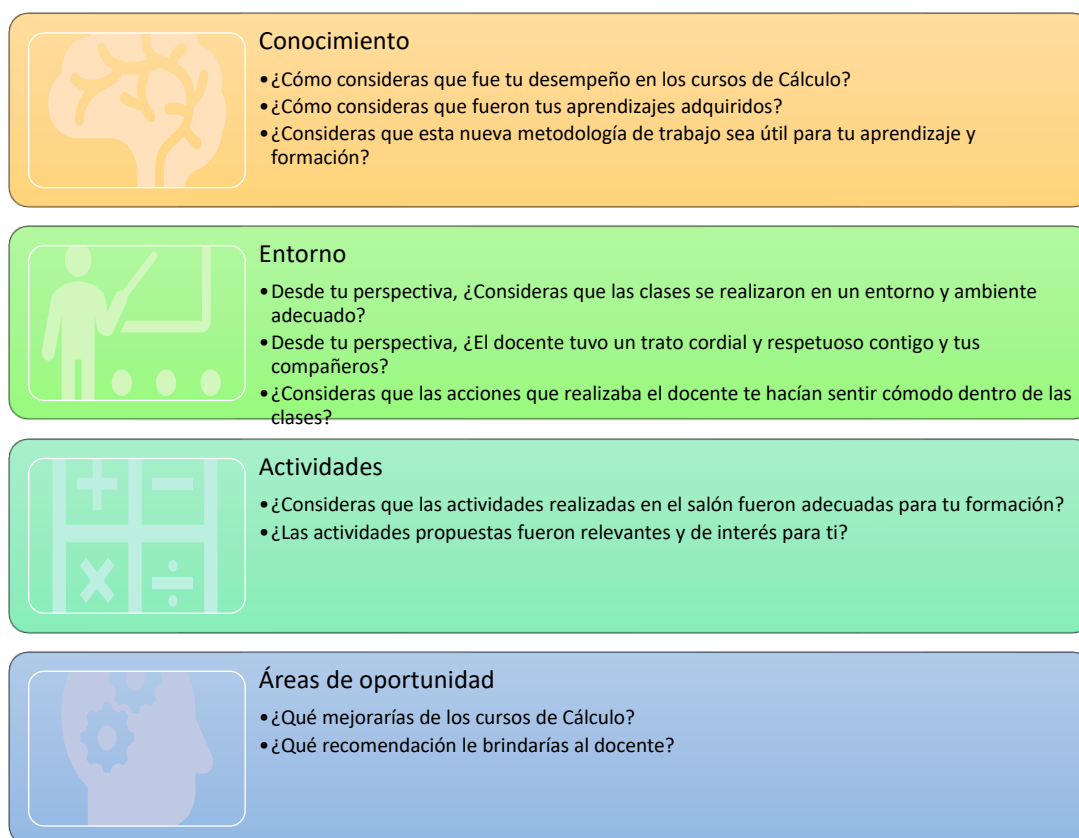 Conocimiento
•¿Cómo consideras que fue tu desempeño en los cursos de Cálculo?
•¿Cómo consideras que fueron tus aprendizajes adquiridos?
•¿Consideras que esta nueva metodología de trabajo sea útil para tu aprendizaje y
formación?
Entorno
•Desde tu perspectiva, ¿Consideras que las clases se realizaron en un entorno y ambiente
adecuado?
•Desde tu perspectiva, ¿El docente tuvo un trato cordial y respetuoso contigo y tus
compañeros?
•¿Consideras que las acciones que realizaba el docente te hacían sentir cómodo dentro de las
clases?
Actividades
•¿Consideras que las actividades realizadas en el salón fueron adecuadas para tu formación?
•¿Las actividades propuestas fueron relevantes y de interés para ti?
Áreas de oportunidad
•¿Qué mejorarías de los cursos de Cálculo?
•¿Qué recomendación le brindarías al docente?